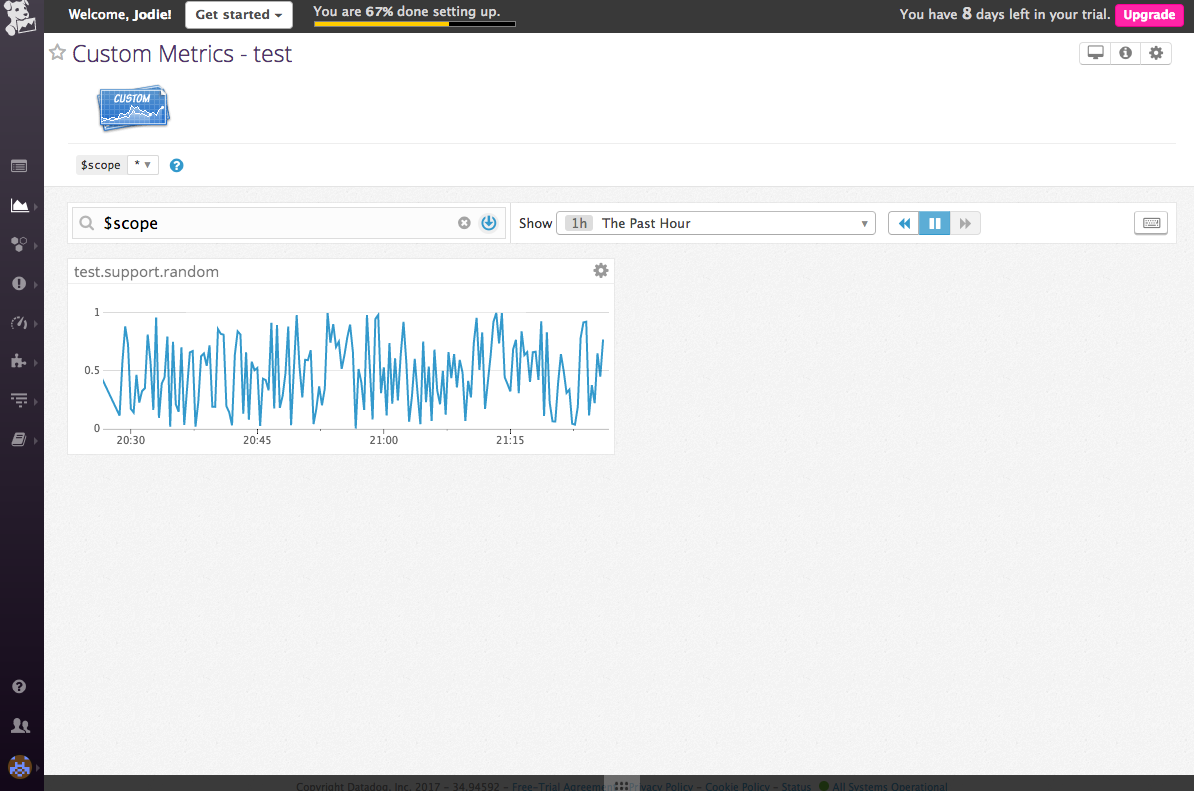 Welcome, Jodie!
Get started
You are 67% done setting up.
You have 8 days left in your trial.
Upgrade
Custom Metrics - test
CUSTOM
$scope
*
$scope
Show
1h The Past Hour
test.support.random
1
0.5
0
20:30 20:45 21:00 21:15
Copyright Datadog, Inc. 2017 - 34.94592 - Free-Trial Agreem
vacy Policy - Cookie Policy - Status
All Systems Operational